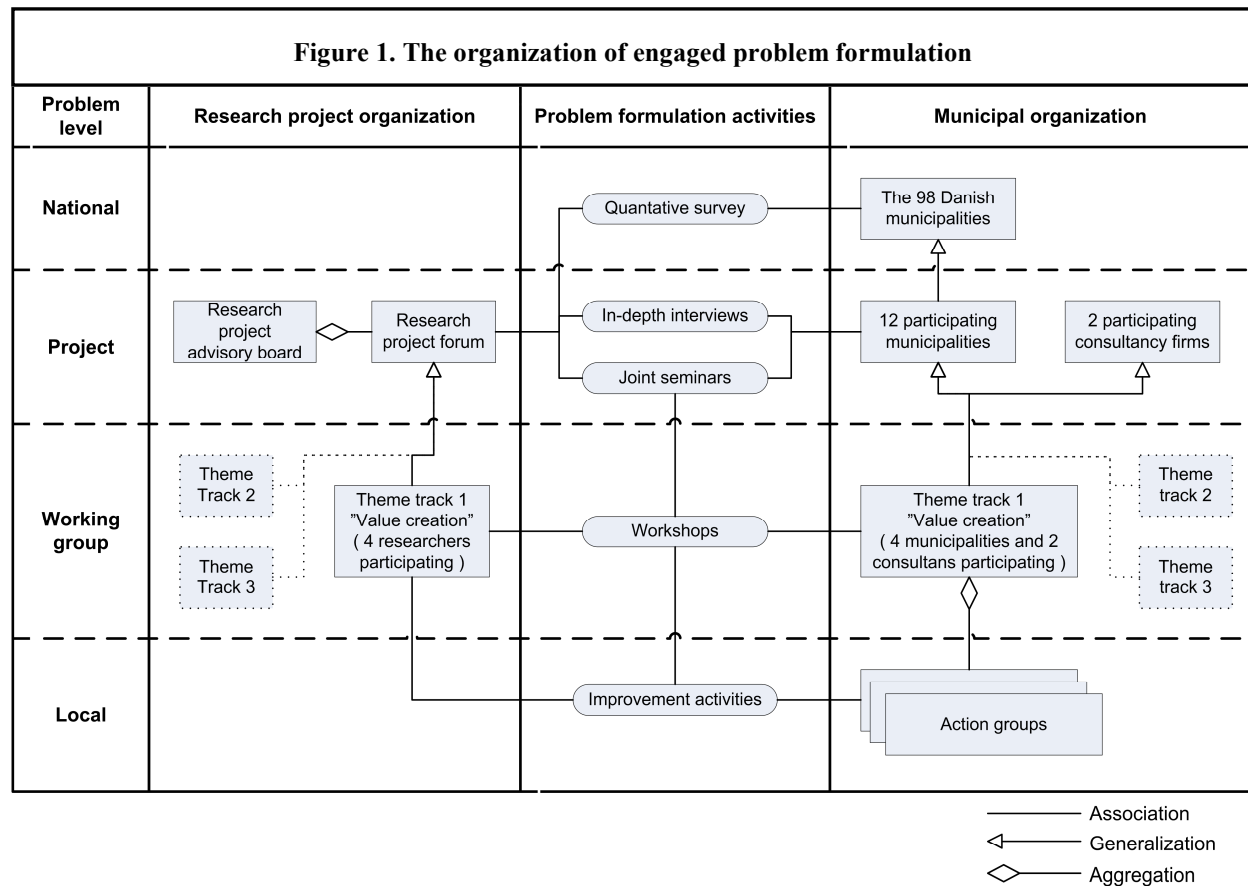 Figure 1. The organization of engaged problem formulation
Problem
level
Research project organization
Problem formulation activities
Municipal organization
National
Quantative survey
The 98 Danish
municipalities
Project
Research
project
advisory board
Research
project forum
In-depth interviews
Joint seminars
12 participating
municipalities
2 participating
consultancy firms
Working
group
Theme
Track 2
Theme
Track 3
Theme track 1
"Value creation"
( 4 researchers
participating )
Workshops
Theme track 1
"Value creation"
( 4 municipalities and 2
consultans participating )
Theme
track 2
Theme
track 3
Local
Improvement activities
Action groups
Association
Generalization
Aggregation